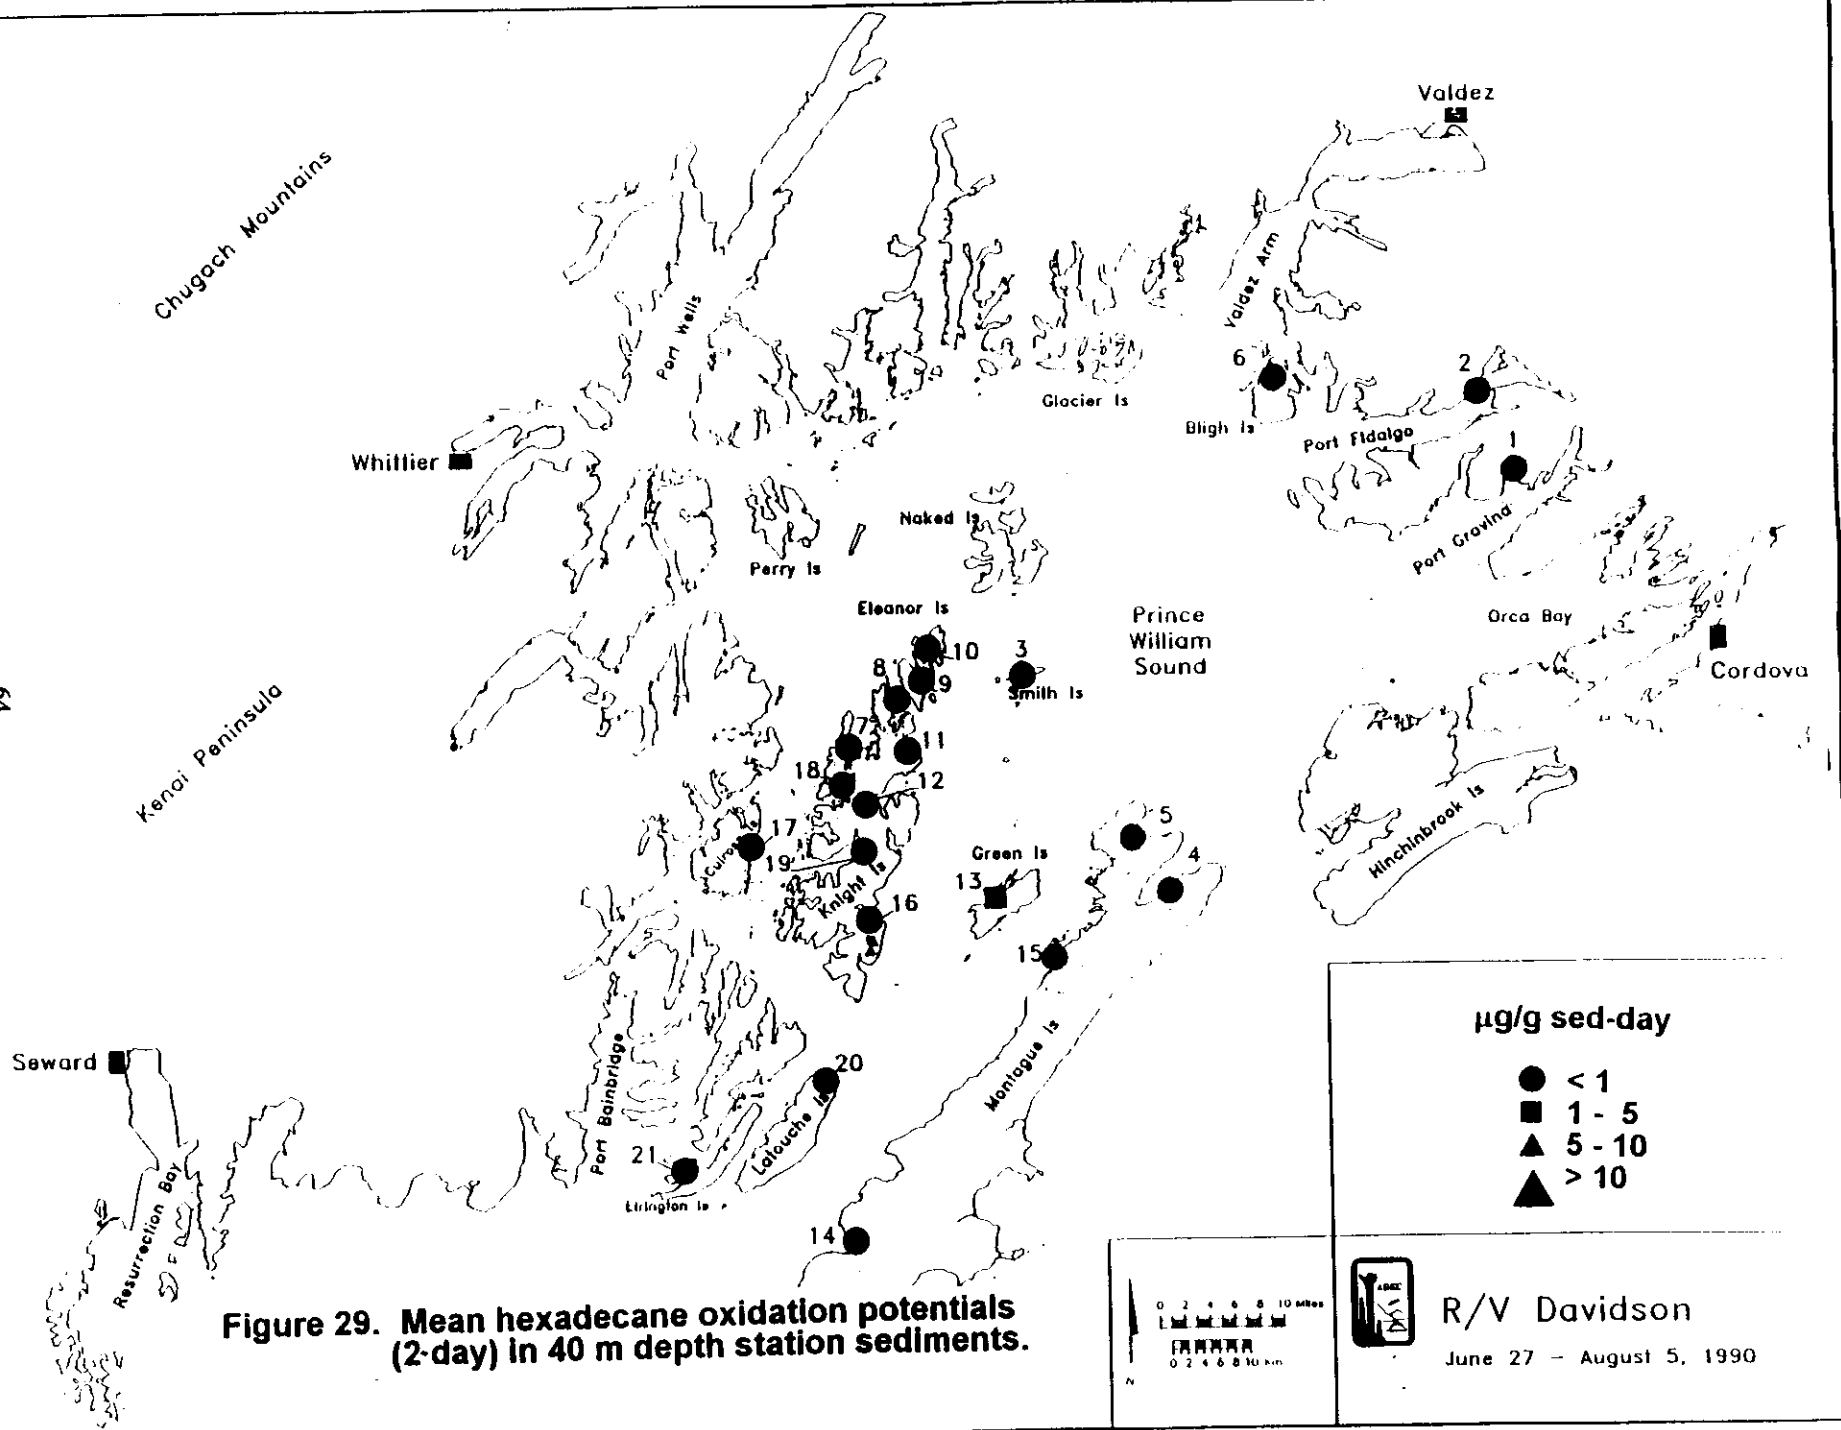 Valdez
Chugach Mountains
Port Wells
Valdez Arm
6
2
Glacier Is
Bligh Is
Port Fidalgo
1
Whittier
Naked Is
Port Gravina
Perry Is
Eleanor Is
Prince
William
Sound
Orca Bay
Cordova
10
3
8
9
Smith Is
Kenai Peninsula
7
11
18
12
17
19
Knight Is
16
Green Is
13
5
4
Hinchinbrook Is
15
Montague Is
Seward
Port Bainbridge
20
Latouche Is
21
Elrington Is
14
Resurrection Bay
µg/g sed-day
< 1
1 - 5
5 - 10
> 10
Figure 29. Mean hexadecane oxidation potentials
(2-day) in 40 m depth station sediments.
0 2 4 6 8 10 Miles
0 2 4 6 8 10 Km
N
R/V Davidson
June 27 – August 5, 1990